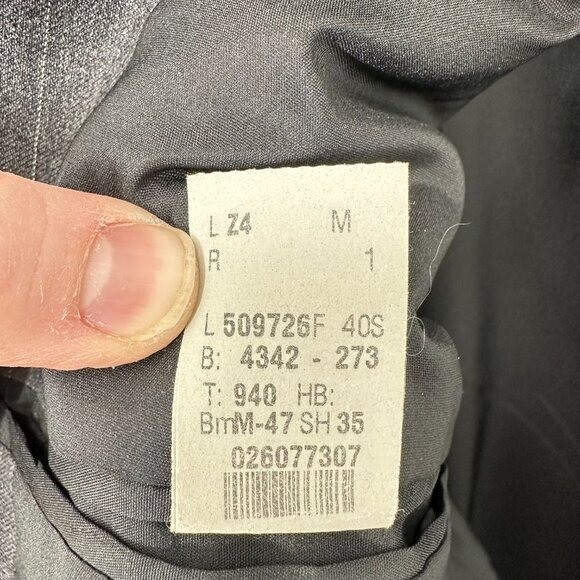 L Z4 M
R 1
L 509726F 40S
B: 4342 - 273
T: 940 HB:
BmM-47 SH 35
026077307